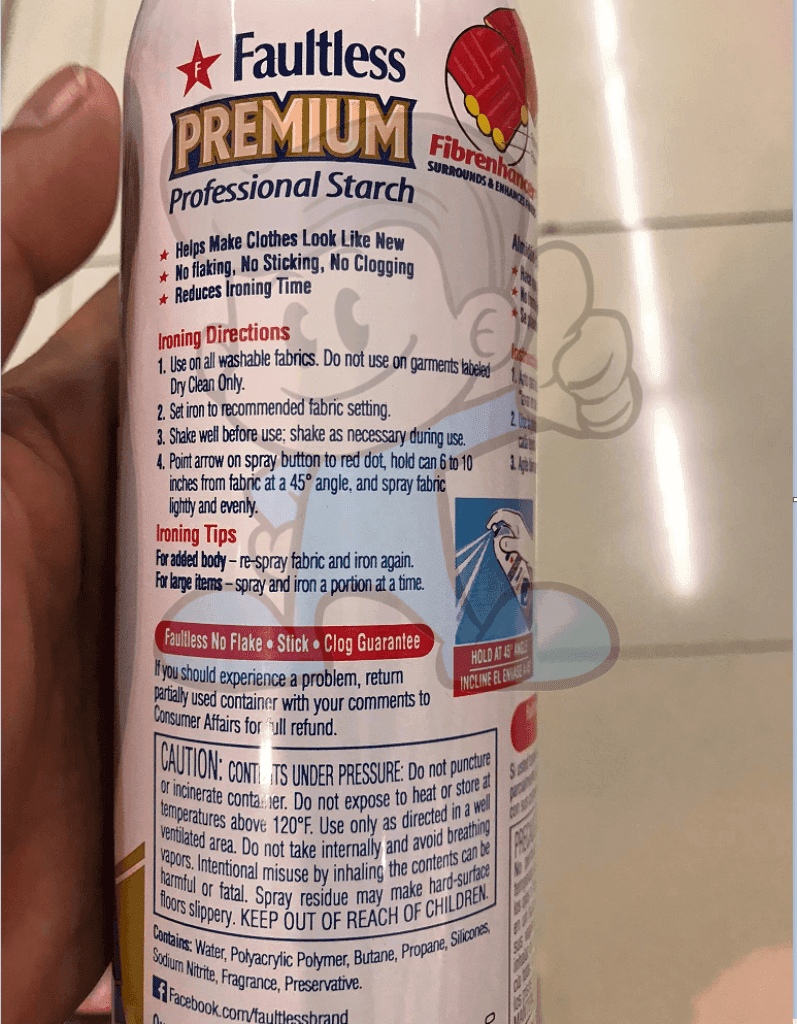 F
Faultless
PREMIUM
Professional Starch
Fibrenhancer
SURROUNDS & ENHANCES
Helps Make Clothes Look Like New
No flaking, No Sticking, No Clogging
Reduces Ironing Time
Ironing Directions
1. Use on all washable fabrics. Do not use on garments labeled
Dry Clean Only.
2. Set iron to recommended fabric setting.
3. Shake well before use; shake as necessary during use.
4. Point arrow on spray button to red dot, hold can 6 to 10
inches from fabric at a 45° angle, and spray fabric
lightly and evenly.
Ironing Tips
For added body – re-spray fabric and iron again.
For large items – spray and iron a portion at a time.
HOLD AT 45° ANGLE
INCLINE EL ENVASE A 45
Faultless No Flake • Stick • Clog Guarantee
If you should experience a problem, return
partially used container with your comments to
Consumer Affairs for full refund.
CAUTION: CONTENTS UNDER PRESSURE: Do not puncture
or incinerate container. Do not expose to heat or store at
temperatures above 120°F. Use only as directed in a well
ventilated area. Do not take internally and avoid breathing
vapors. Intentional misuse by inhaling the contents can be
harmful or fatal. Spray residue may make hard-surface
floors slippery. KEEP OUT OF REACH OF CHILDREN.
Contains: Water, Polyacrylic Polymer, Butane, Propane, Silicones,
Sodium Nitrite, Fragrance, Preservative.
f Facebook.com/faultlessbrand